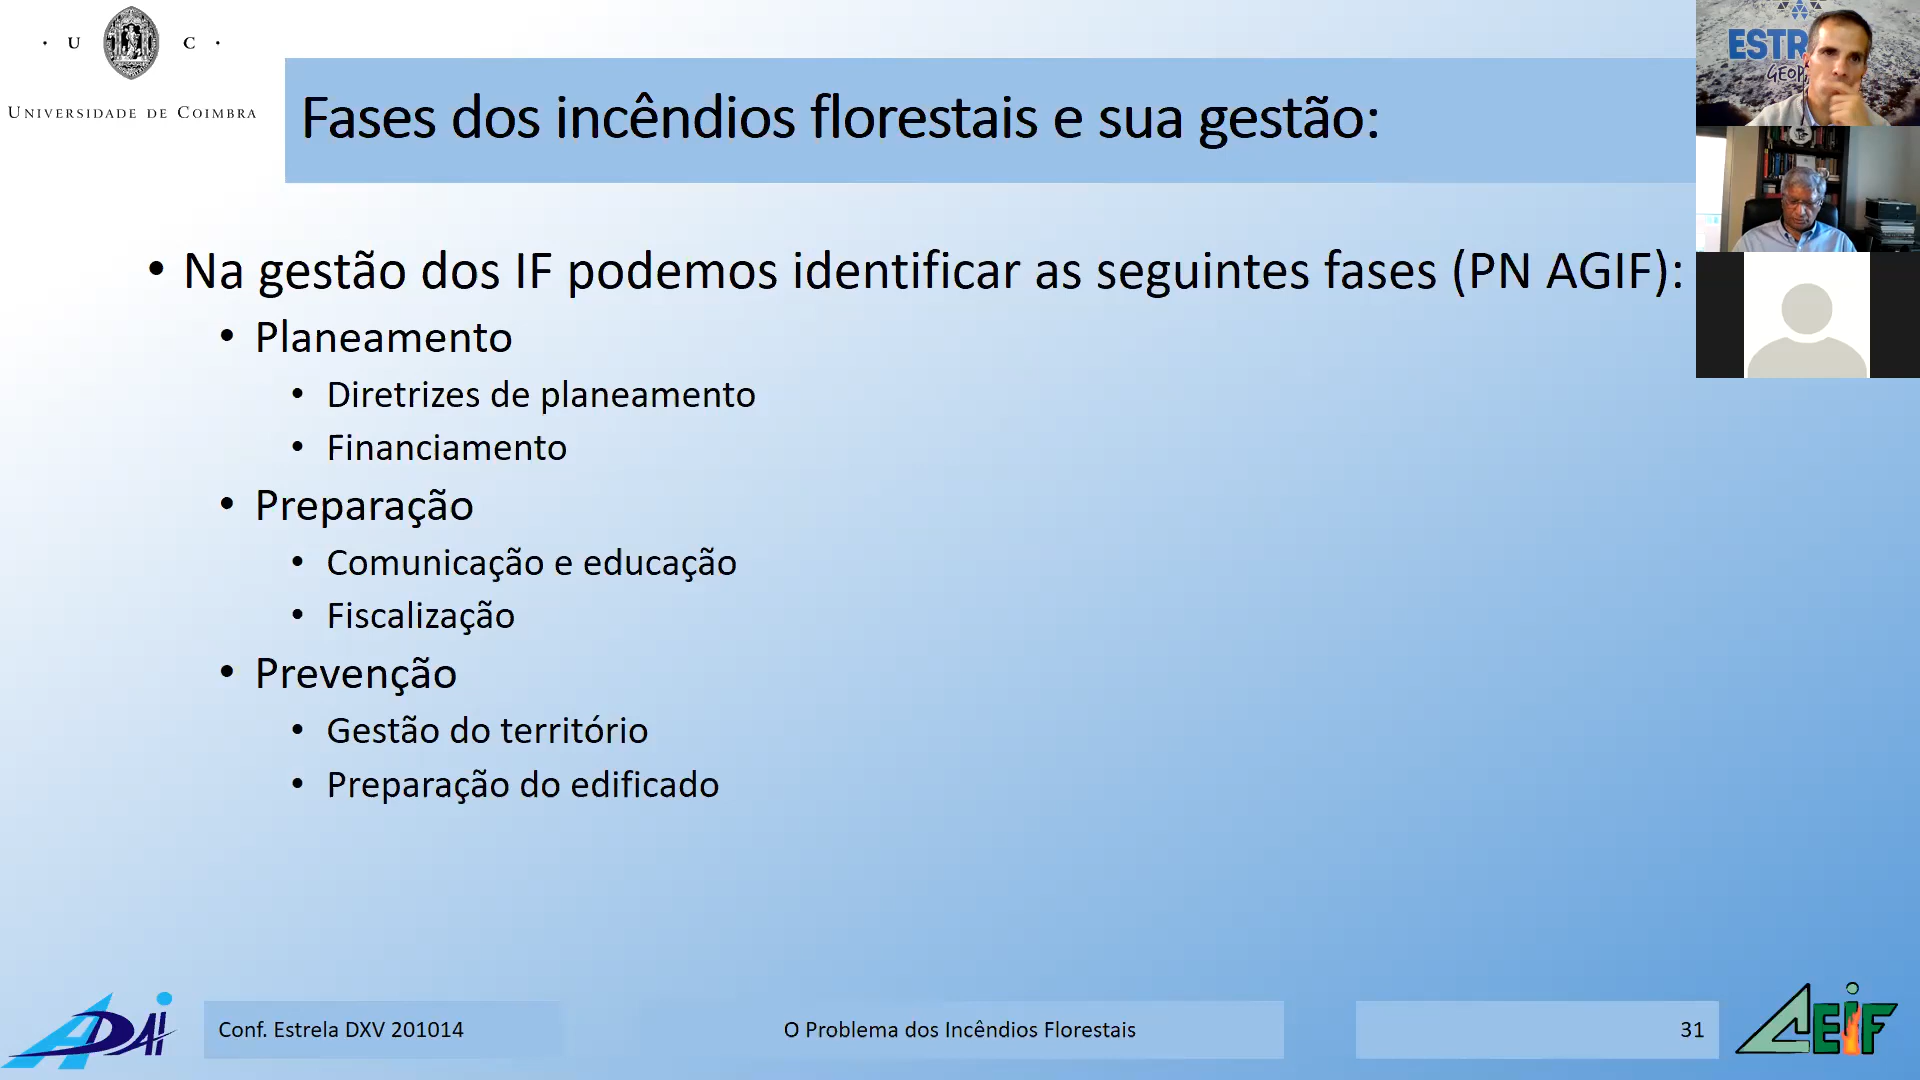 · U C ·
UNIVERSIDADE DE COIMBRA
Fases dos incêndios florestais e sua gestão:
• Na gestão dos IF podemos identificar as seguintes fases (PN AGIF):
• Planeamento
• Diretrizes de planeamento
• Financiamento
• Preparação
• Comunicação e educação
• Fiscalização
• Prevenção
• Gestão do território
• Preparação do edificado
ADAI
Conf. Estrela DXV 201014
O Problema dos Incêndios Florestais
31
CEIF